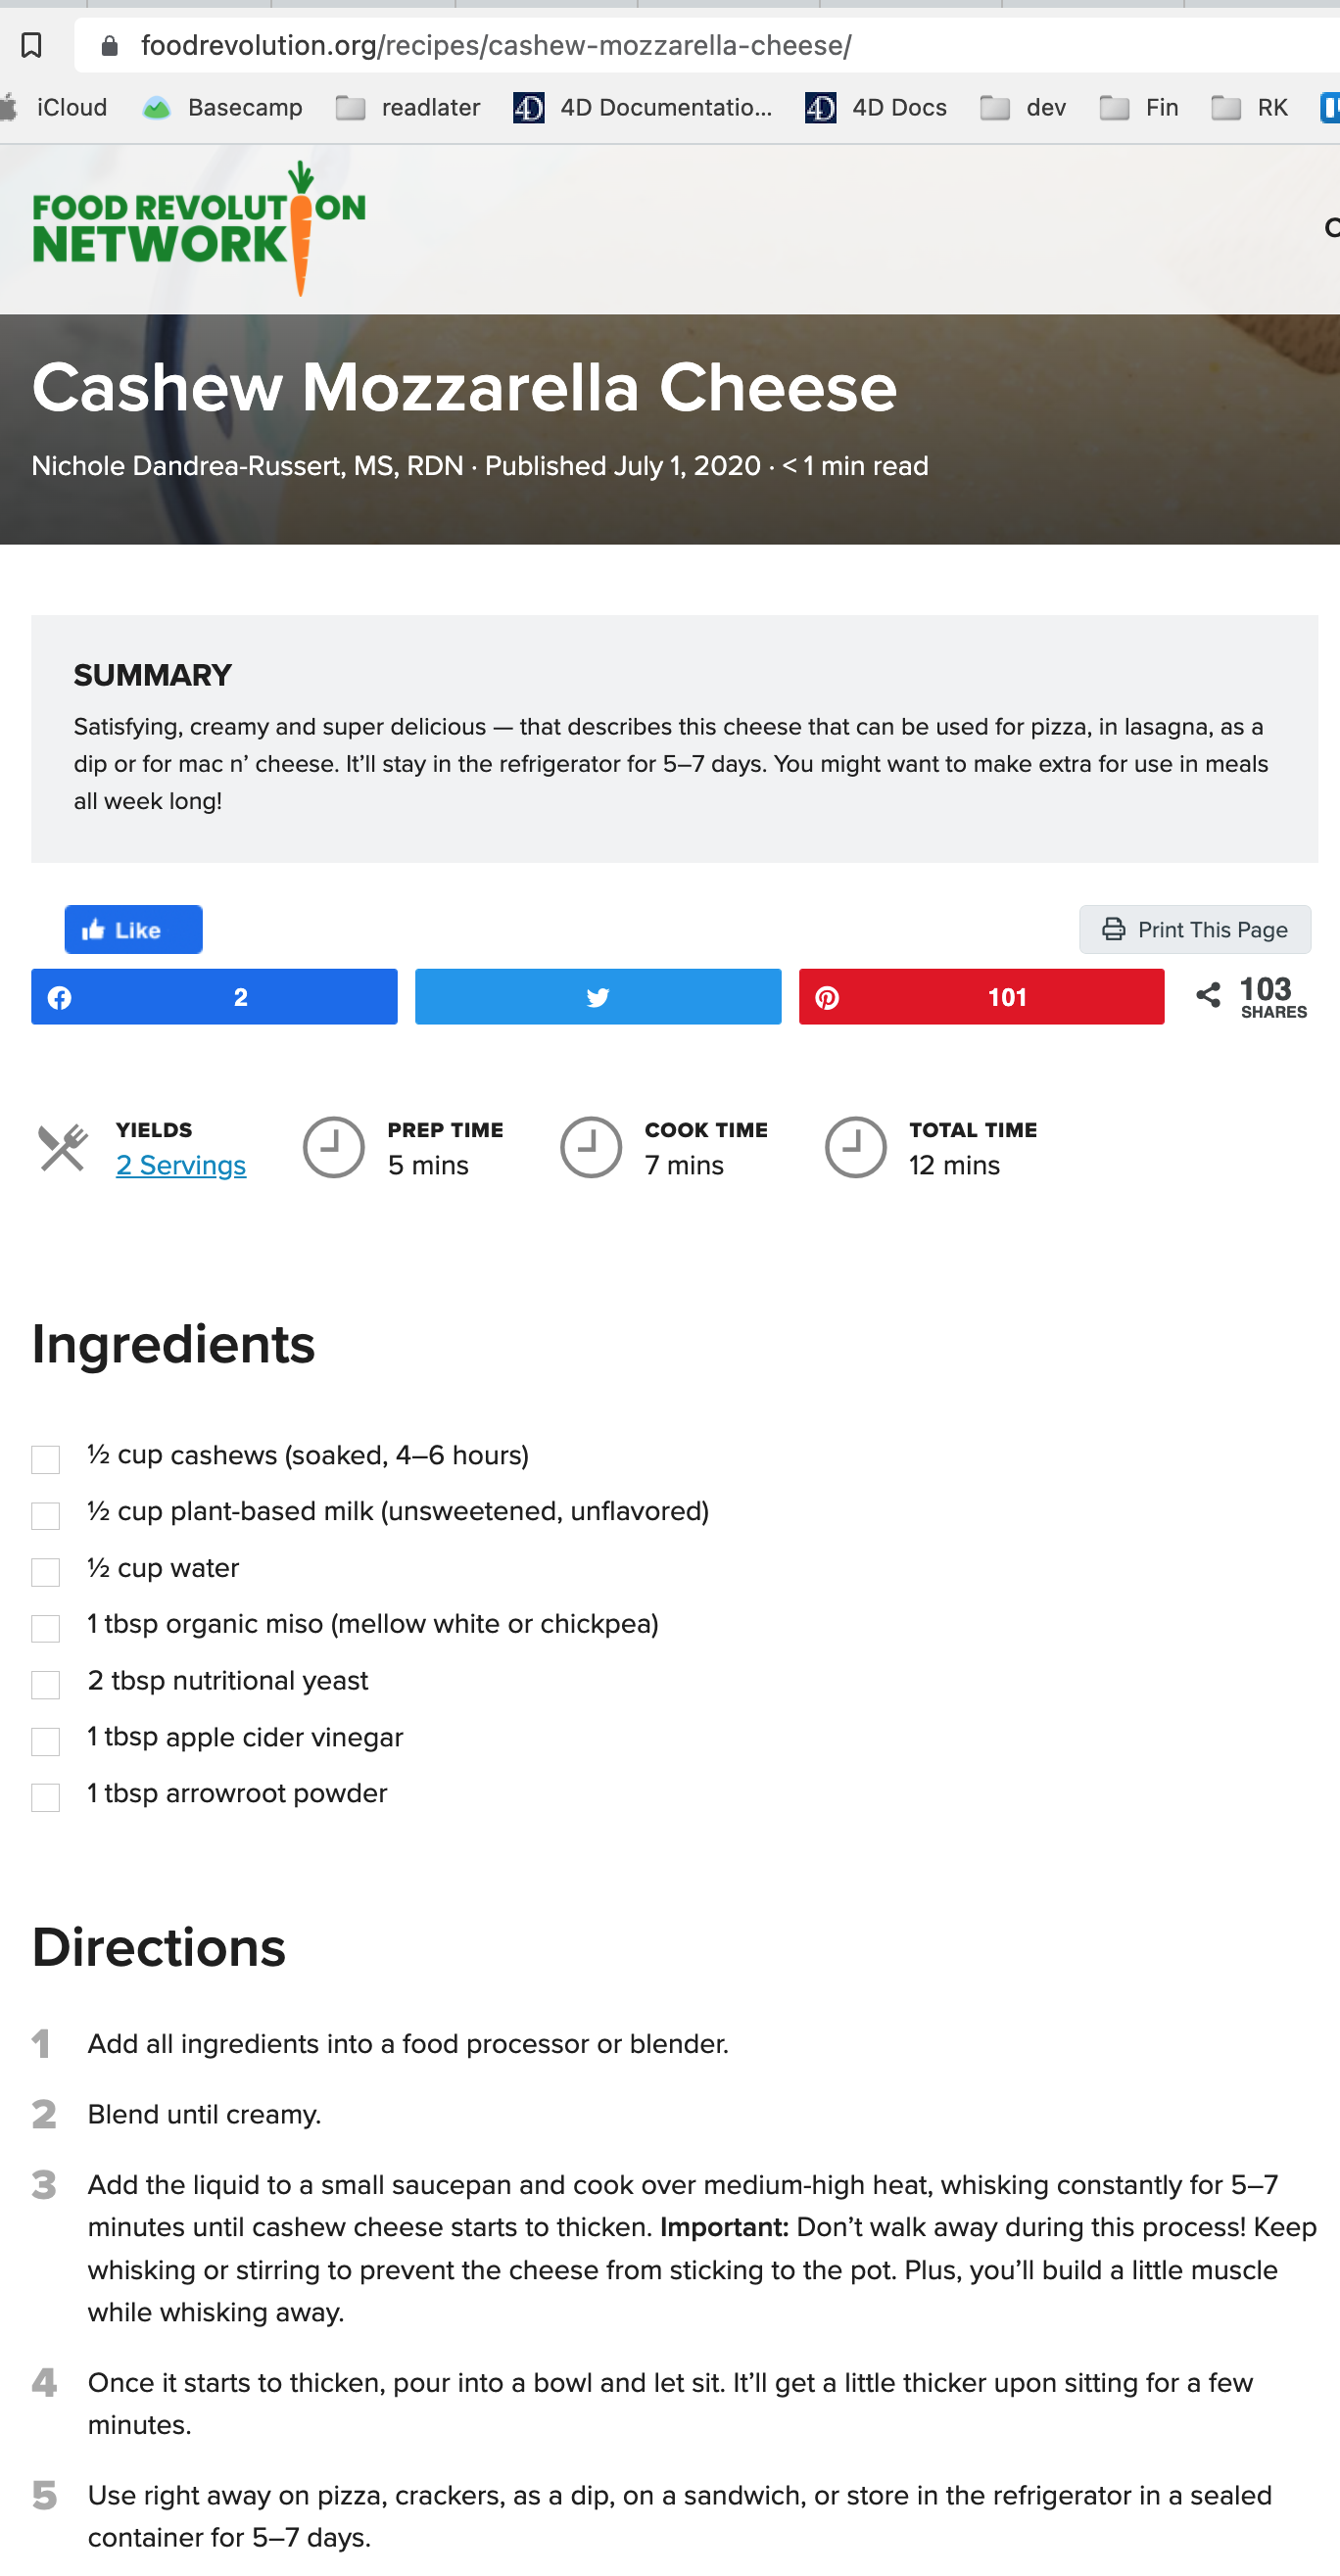 foodrevolution.org/recipes/cashew-mozzarella-cheese/
iCloud Basecamp readlater 4D 4D Documentatio... 4D 4D Docs dev Fin RK
FOOD REVOLUTION
NETWORK
Cashew Mozzarella Cheese
Nichole Dandrea-Russert, MS, RDN · Published July 1, 2020 · < 1 min read
SUMMARY
Satisfying, creamy and super delicious — that describes this cheese that can be used for pizza, in lasagna, as a
dip or for mac n’ cheese. It’ll stay in the refrigerator for 5–7 days. You might want to make extra for use in meals
all week long!
Like
Print This Page
2 101 103
SHARES
YIELDS PREP TIME COOK TIME TOTAL TIME
2 Servings 5 mins 7 mins 12 mins
Ingredients
½ cup cashews (soaked, 4–6 hours)
½ cup plant-based milk (unsweetened, unflavored)
½ cup water
1 tbsp organic miso (mellow white or chickpea)
2 tbsp nutritional yeast
1 tbsp apple cider vinegar
1 tbsp arrowroot powder
Directions
1 Add all ingredients into a food processor or blender.
2 Blend until creamy.
3 Add the liquid to a small saucepan and cook over medium-high heat, whisking constantly for 5–7
minutes until cashew cheese starts to thicken. Important: Don’t walk away during this process! Keep
whisking or stirring to prevent the cheese from sticking to the pot. Plus, you’ll build a little muscle
while whisking away.
4 Once it starts to thicken, pour into a bowl and let sit. It’ll get a little thicker upon sitting for a few
minutes.
5 Use right away on pizza, crackers, as a dip, on a sandwich, or store in the refrigerator in a sealed
container for 5–7 days.